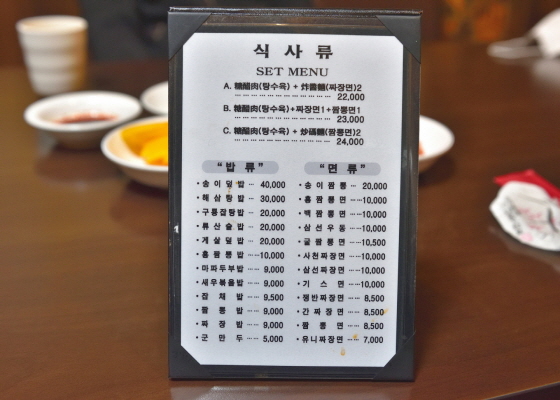 식 사 류
SET MENU
A. 糖醋肉(탕수육) + 炸醬麵(짜장면)2
22,000
B. 糖醋肉(탕수육)+짜장면1+짬뽕면1
23,000
C. 糖醋肉(탕수육) + 炒碼麵(짬뽕면)2
24,000
“밥 류”
· 송 이 덮 밥 ··· 40,000
· 해 삼 탕 밥 ··· 30,000
· 구룡잡탕밥 ··· 20,000
· 류 산 슬 밥 ··· 20,000
· 게 살 덮 밥 ··· 20,000
· 홍 짬 뽕 밥 ······10,000
· 마파두부밥 ······ 9,000
· 새우볶음밥 ······ 9,000
· 잡 채 밥 ······ 9,500
· 짬 뽕 밥 ······ 9,000
· 짜 장 밥 ······ 9,000
· 군 만 두 ······ 5,000
“면 류”
· 송 이 짬 뽕 ··· 20,000
· 홍 짬 뽕 면 ···10,000
· 백 짬 뽕 면 ···10,000
· 삼 선 우 동 ···10,000
· 굴 짬 뽕 면 ···10,500
· 사천짜장면 ···10,000
· 삼선짜장면 ···10,000
· 기 스 면 ······10,000
· 쟁반짜장면 ······ 8,500
· 간 짜 장 면 ······ 8,500
· 짬 뽕 면 ······ 8,500
· 유니짜장면 ······ 7,000